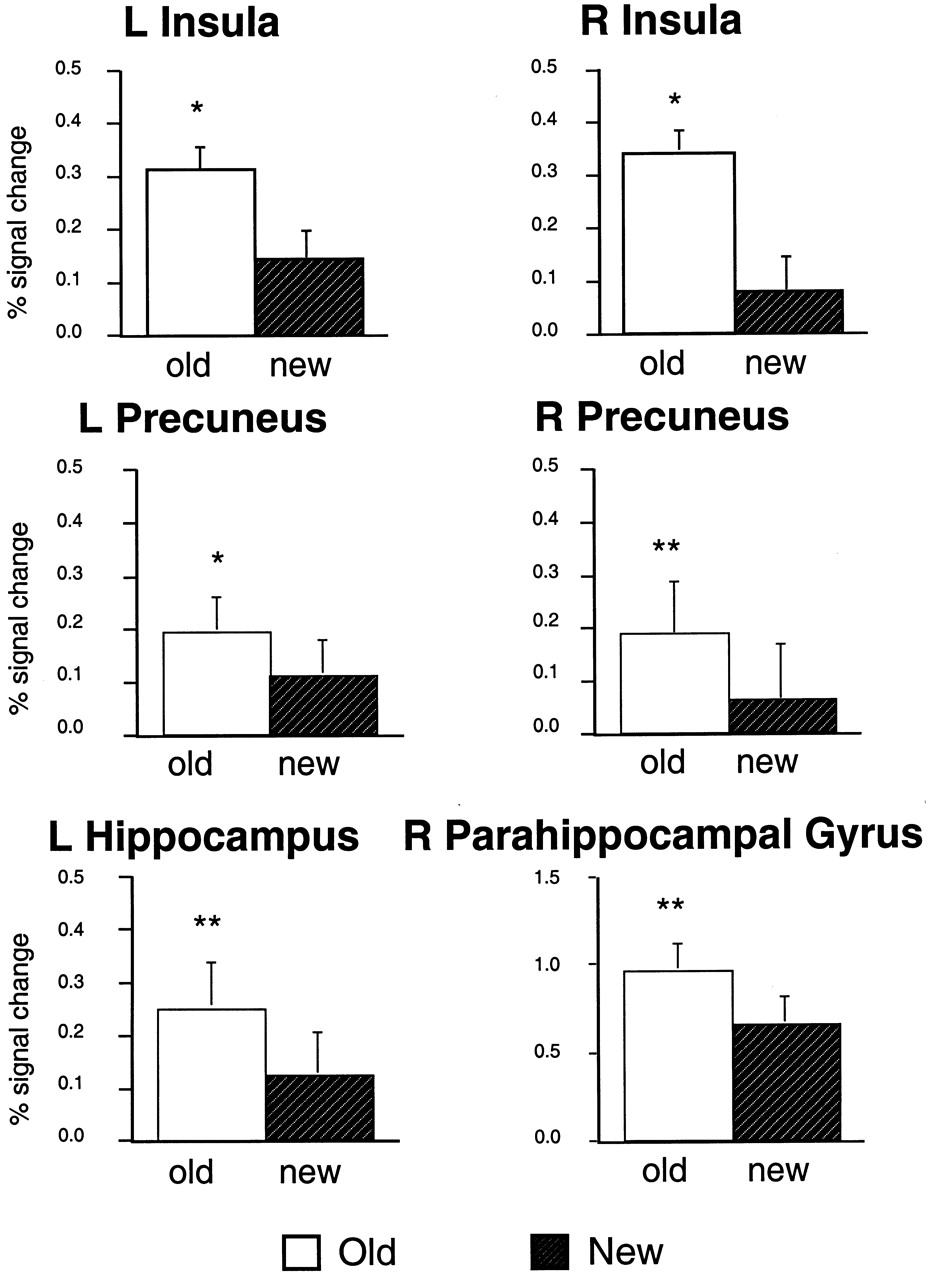 L Insula
% signal change
0.5
0.4
0.3
0.2
0.1
0.0
*
old new
R Insula
0.5
0.4
0.3
0.2
0.1
0.0
*
old new
L Precuneus
% signal change
0.5
0.4
0.3
0.2
0.1
0.0
*
old new
R Precuneus
0.5
0.4
0.3
0.2
0.1
0.0
**
old new
L Hippocampus
% signal change
0.5
0.4
0.3
0.2
0.1
0.0
**
old new
R Parahippocampal Gyrus
1.5
1.0
0.5
0.0
**
old new
Old New